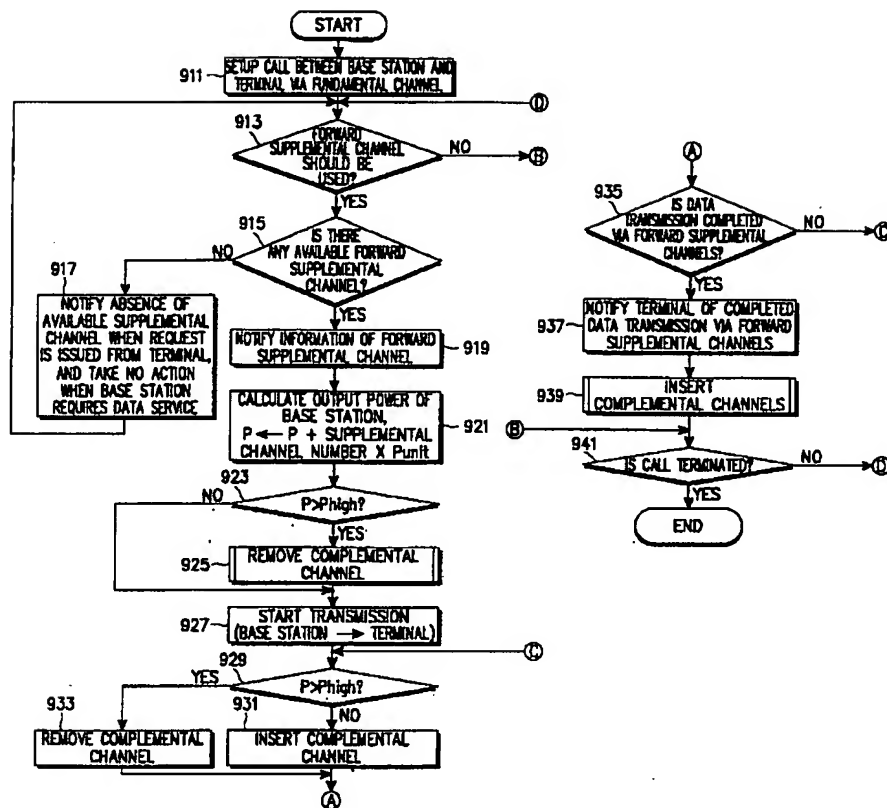 START
911
SETUP CALL BETWEEN BASE STATION AND
TERMINAL VIA FUNDAMENTAL CHANNEL
D
913
FORWARD
SUPPLEMENTAL CHANNEL
SHOULD BE
USED?
NO
B
YES
915
IS THERE
ANY AVAILABLE FORWARD
SUPPLEMENTAL
CHANNEL?
NO
YES
917
NOTIFY ABSENCE OF
AVAILABLE SUPPLEMENTAL
CHANNEL WHEN REQUEST
IS ISSUED FROM TERMINAL,
AND TAKE NO ACTION
WHEN BASE STATION
REQUIRES DATA SERVICE
NOTIFY INFORMATION OF FORWARD
SUPPLEMENTAL CHANNEL
919
CALCULATE OUTPUT POWER OF
BASE STATION,
P ← P + SUPPLEMENTAL
CHANNEL NUMBER X Punit
921
923
P>Phigh?
NO
YES
925
REMOVE COMPLEMENTAL
CHANNEL
927
START TRANSMISSION
(BASE STATION → TERMINAL)
C
929
P>Phigh?
YES
NO
933
REMOVE COMPLEMENTAL
CHANNEL
931
INSERT COMPLEMENTAL
CHANNEL
A
A
935
IS DATA
TRANSMISSION COMPLETED
VIA FORWARD SUPPLEMENTAL
CHANNELS?
NO
C
YES
937
NOTIFY TERMINAL OF COMPLETED
DATA TRANSMISSION VIA FORWARD
SUPPLEMENTAL CHANNELS
939
INSERT
COMPLEMENTAL CHANNELS
B
941
IS CALL TERMINATED?
NO
D
YES
END